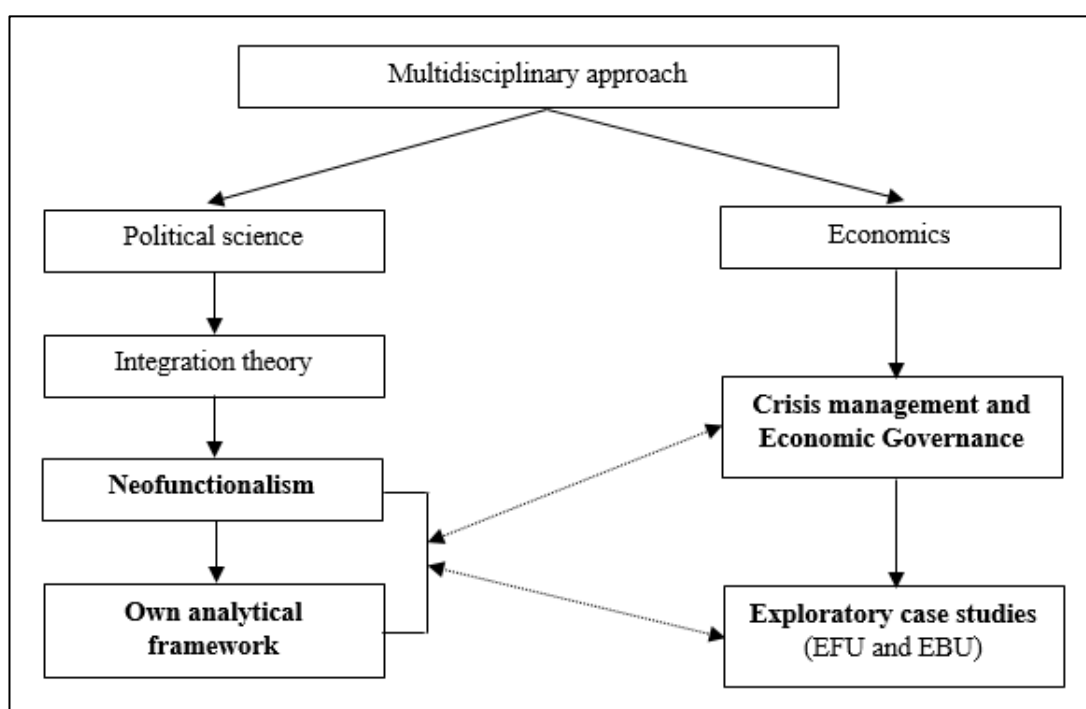 Multidisciplinary approach
Political science
Economics
Integration theory
Crisis management and
Economic Governance
Neofunctionalism
Own analytical
framework
Exploratory case studies
(EFU and EBU)